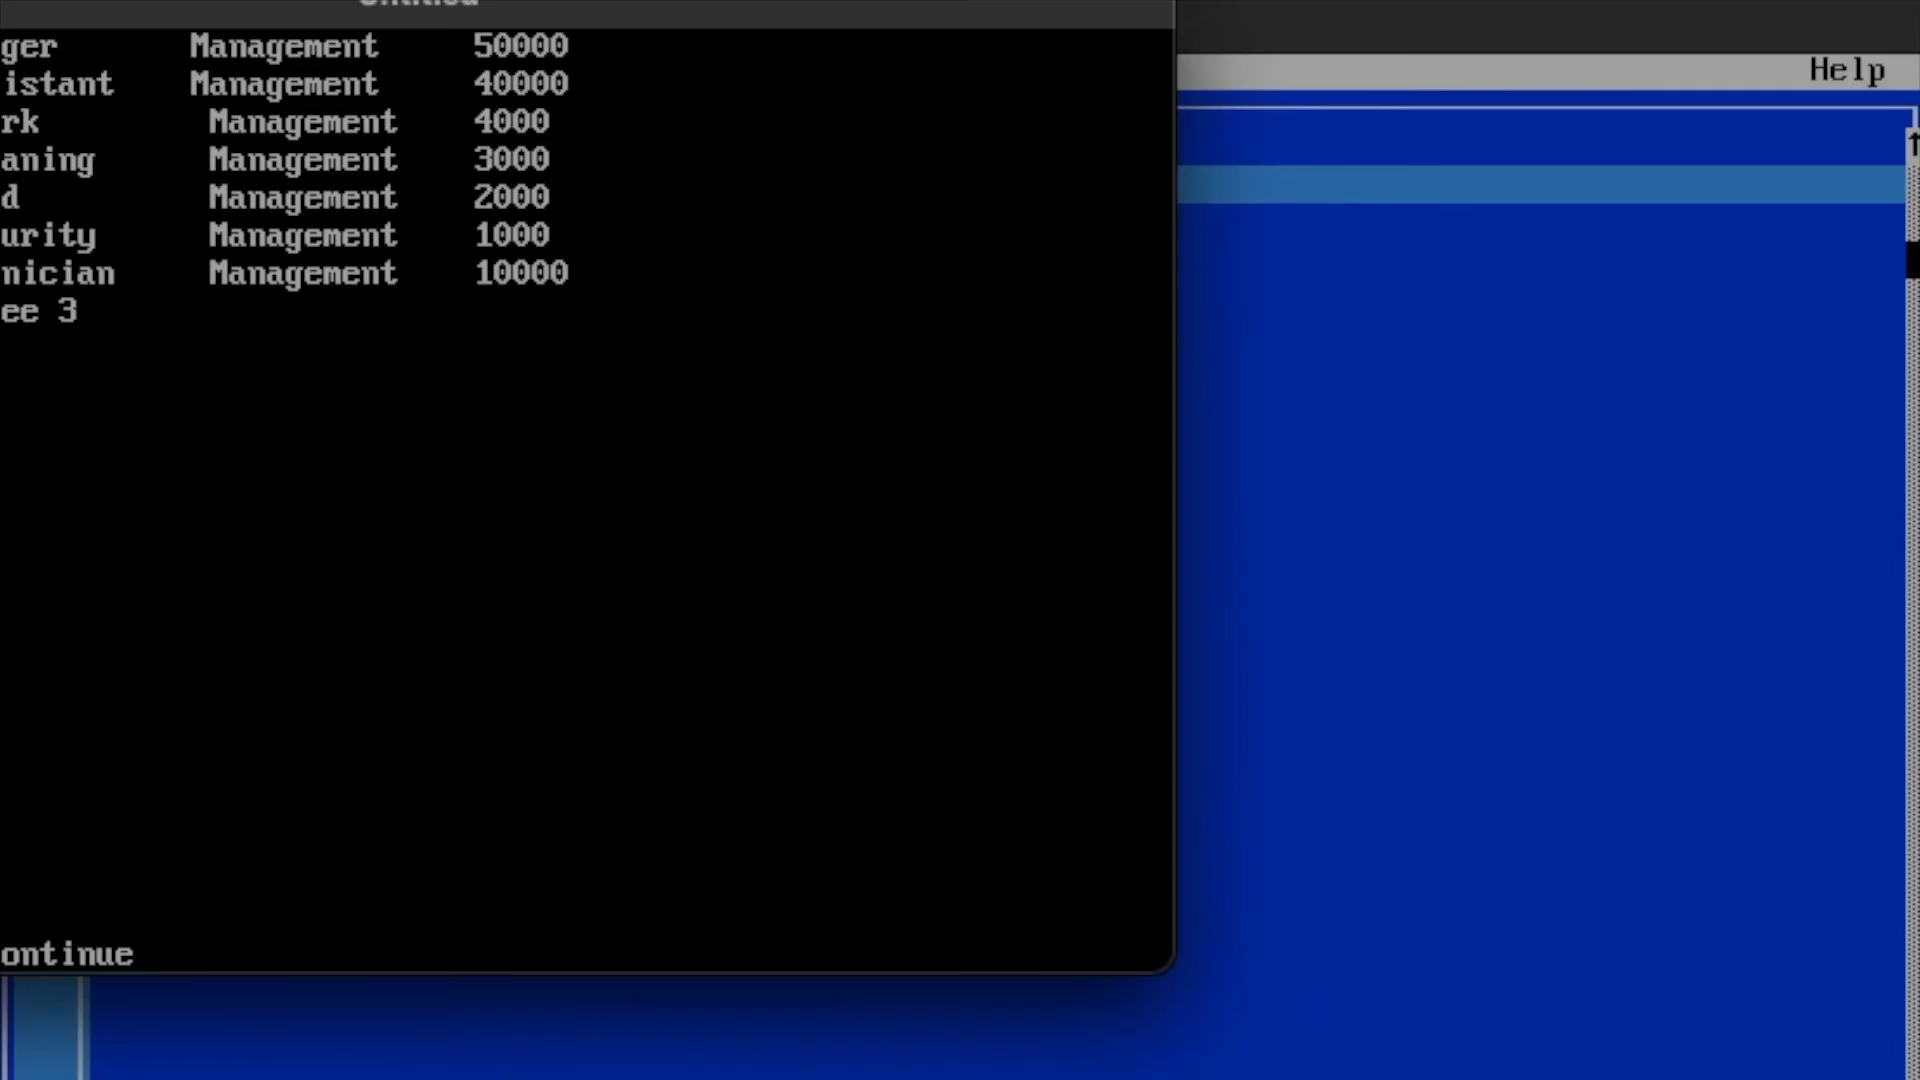 ger Management 50000
istant Management 40000
rk Management 4000
aning Management 3000
d Management 2000
urity Management 1000
nician Management 10000
ee 3
ontinue
Help